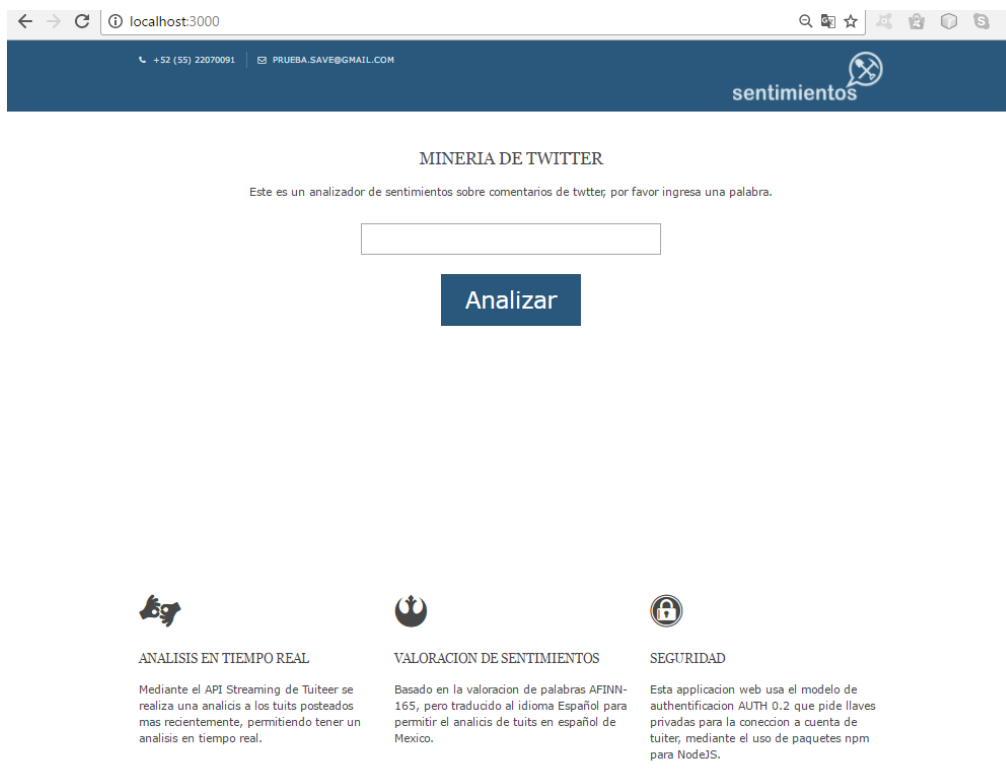 localhost:3000
+52 (55) 22070091 PRUEBA.SAVE@GMAIL.COM
sentimientos
MINERIA DE TWITTER
Este es un analizador de sentimientos sobre comentarios de twtter, por favor ingresa una palabra.
Analizar
ANALISIS EN TIEMPO REAL
Mediante el API Streaming de Tuiteer se
realiza una analicis a los tuits posteados
mas recientemente, permitiendo tener un
analisis en tiempo real.
VALORACION DE SENTIMIENTOS
Basado en la valoracion de palabras AFINN-
165, pero traducido al idioma Español para
permitir el analicis de tuits en español de
Mexico.
SEGURIDAD
Esta applicacion web usa el modelo de
authentificacion AUTH 0.2 que pide llaves
privadas para la coneccion a cuenta de
tuiter, mediante el uso de paquetes npm
para NodeJS.